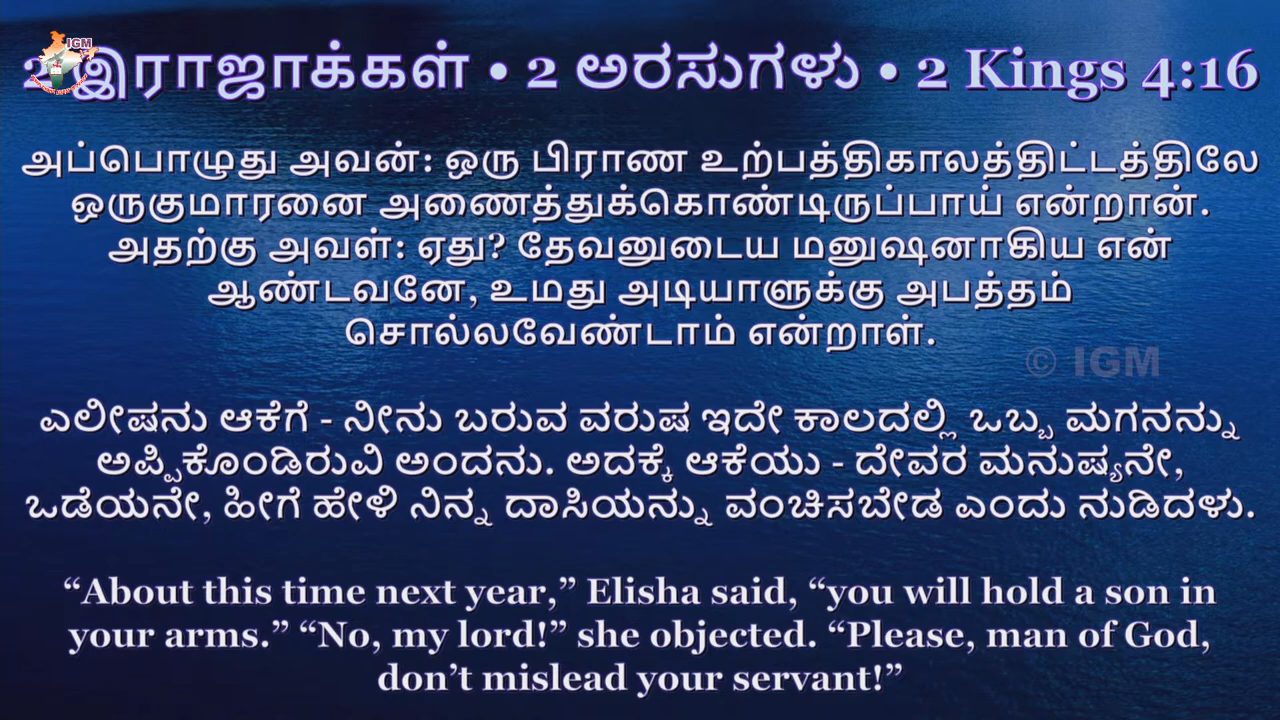 2 இராஜாக்கள் • 2 ಅರಸುಗಳು • 2 Kings 4:16
IGM
அப்பொழுது அவன்: ஒரு பிராண உற்பத்திகாலத்திட்டத்திலே
ஒருகுமாரனை அணைத்துக்கொண்டிருப்பாய் என்றான்.
அதற்கு அவள்: ஏது? தேவனுடைய மனுஷனாகிய என்
ஆண்டவனே, உமது அடியாளுக்கு அபத்தம்
சொல்லவேண்டாம் என்றாள்.
© IGM
ಎಲೀಷನು ಆಕೆಗೆ - ನೀನು ಬರುವ ವರುಷ ಇದೇ ಕಾಲದಲ್ಲಿ ಒಬ್ಬ ಮಗನನ್ನು
ಅಪ್ಪಿಕೊಂಡಿರುವಿ ಅಂದನು. ಅದಕ್ಕೆ ಆಕೆಯು - ದೇವರ ಮನುಷ್ಯನೇ,
ಒಡೆಯನೇ, ಹೀಗೆ ಹೇಳಿ ನಿನ್ನ ದಾಸಿಯನ್ನು ವಂಚಿಸಬೇಡ ಎಂದು ನುಡಿದಳು.
“About this time next year,” Elisha said, “you will hold a son in
your arms.” “No, my lord!” she objected. “Please, man of God,
don’t mislead your servant!”